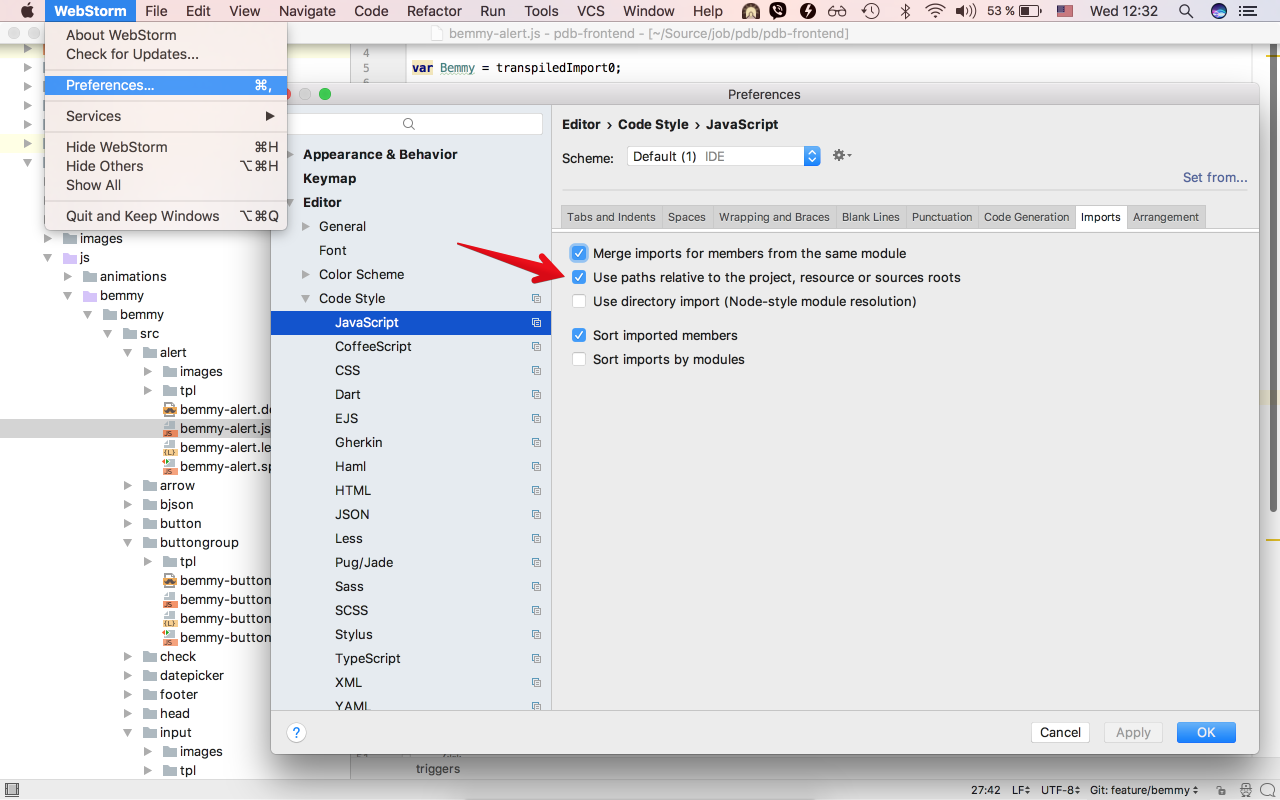 WebStorm File Edit View Navigate Code Refactor Run Tools VCS Window Help 53 % Wed 12:32
bemmy-alert.js - pdb-frontend - [~/Source/job/pdb/pdb-frontend]
About WebStorm
Check for Updates...
Preferences... ⌘,
Services
Hide WebStorm ⌘H
Hide Others ⌥⌘H
Show All
Quit and Keep Windows ⌥⌘Q
4
5 var Bemmy = transpiledImport0;
images
js
animations
bemmy
bemmy
src
alert
images
tpl
bemmy-alert.de
bemmy-alert.js
bemmy-alert.le
bemmy-alert.sp
arrow
bjson
button
buttongroup
tpl
bemmy-button
bemmy-button
bemmy-button
bemmy-button
check
datepicker
footer
head
input
images
tpl
Preferences
Appearance & Behavior
Keymap
Editor
General
Font
Color Scheme
Code Style
JavaScript
CoffeeScript
CSS
Dart
EJS
Gherkin
Haml
HTML
JSON
Less
Pug/Jade
Sass
SCSS
Stylus
TypeScript
XML
YAML
Editor › Code Style › JavaScript
Scheme: Default (1) IDE
Set from...
Tabs and Indents Spaces Wrapping and Braces Blank Lines Punctuation Code Generation Imports Arrangement
Merge imports for members from the same module
Use paths relative to the project, resource or sources roots
Use directory import (Node-style module resolution)
Sort imported members
Sort imports by modules
? Cancel Apply OK
triggers
27:42 LF UTF-8 Git: feature/bemmy